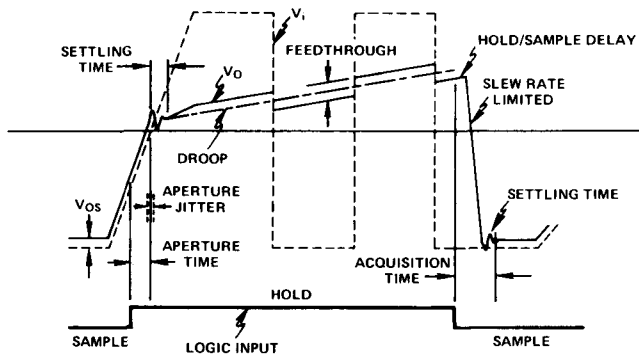 Vi
SETTLING
TIME
FEEDTHROUGH
HOLD/SAMPLE DELAY
VO
SLEW RATE
LIMITED
DROOP
VOS
APERTURE
JITTER
SETTLING TIME
APERTURE
TIME
ACQUISITION
TIME
HOLD
SAMPLE
LOGIC INPUT
SAMPLE